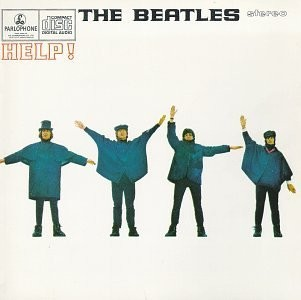 PARLOPHONE
COMPACT
disc
DIGITAL AUDIO
THE BEATLES
stereo
HELP!